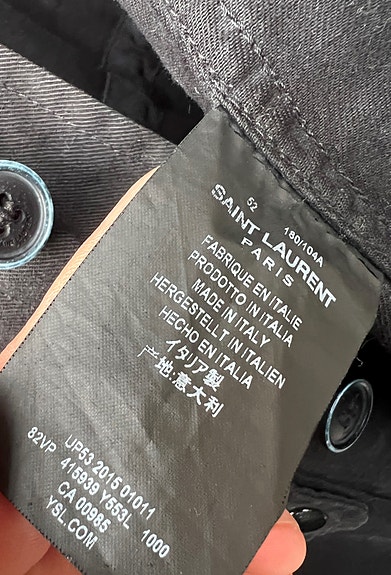 52 180/104A
SAINT LAURENT
PARIS
FABRIQUE EN ITALIE
PRODOTTO IN ITALIA
MADE IN ITALY
HERGESTELLT IN ITALIEN
HECHO EN ITALIA
イタリア製
产地:意大利
UP53 2015 01011
82VP 415939 Y553L 1000
CA 00985
YSL.COM